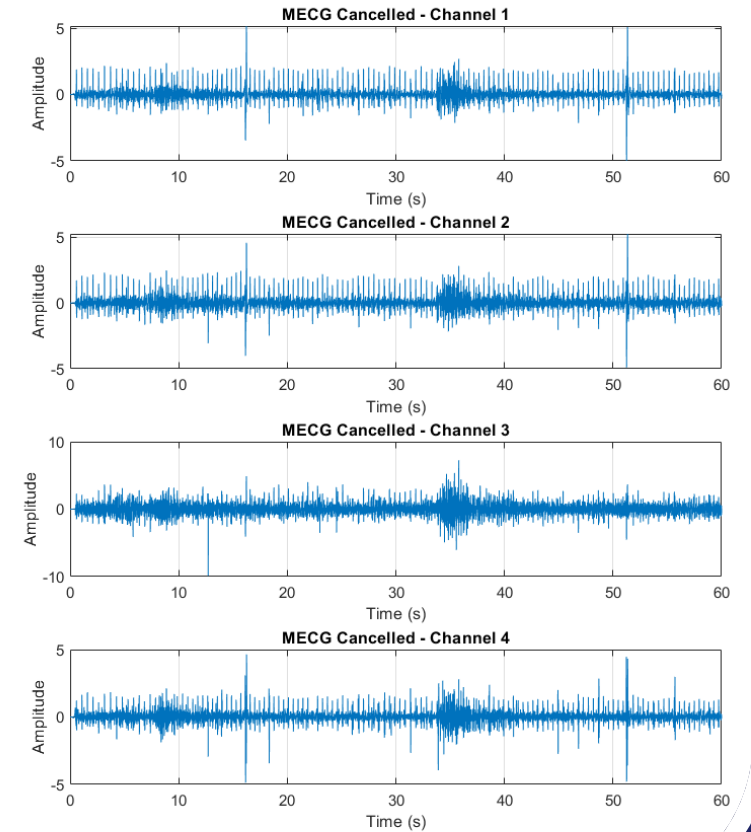 MECG Cancelled - Channel 1
5
0
-5
Amplitude
0 10 20 30 40 50 60
Time (s)
MECG Cancelled - Channel 2
5
0
-5
Amplitude
0 10 20 30 40 50 60
Time (s)
MECG Cancelled - Channel 3
10
0
-10
Amplitude
0 10 20 30 40 50 60
Time (s)
MECG Cancelled - Channel 4
5
0
-5
Amplitude
0 10 20 30 40 50 60
Time (s)